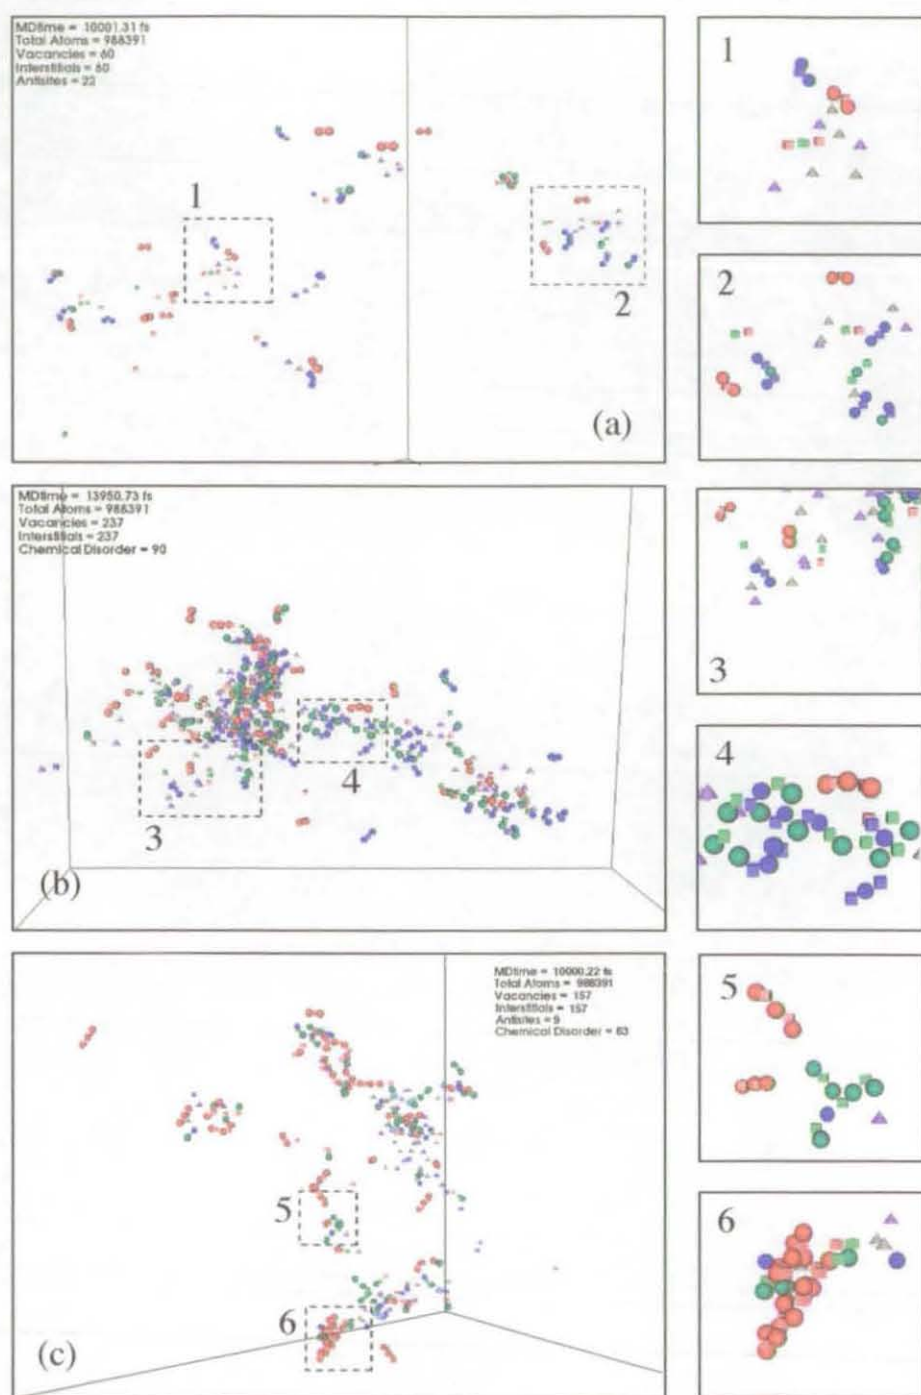 MDtime = 10001.31 fs
Total Atoms = 988391
Vacancies = 60
Interstitials = 60
Antisites = 22
1
2
(a)
1
2
MDtime = 13950.73 fs
Total Atoms = 988391
Vacancies = 237
Interstitials = 237
Chemical Disorder = 90
3
4
(b)
3
4
MDtime = 10000.22 fs
Total Atoms = 988391
Vacancies = 157
Interstitials = 157
Antisites = 9
Chemical Disorder = 63
5
6
(c)
5
6